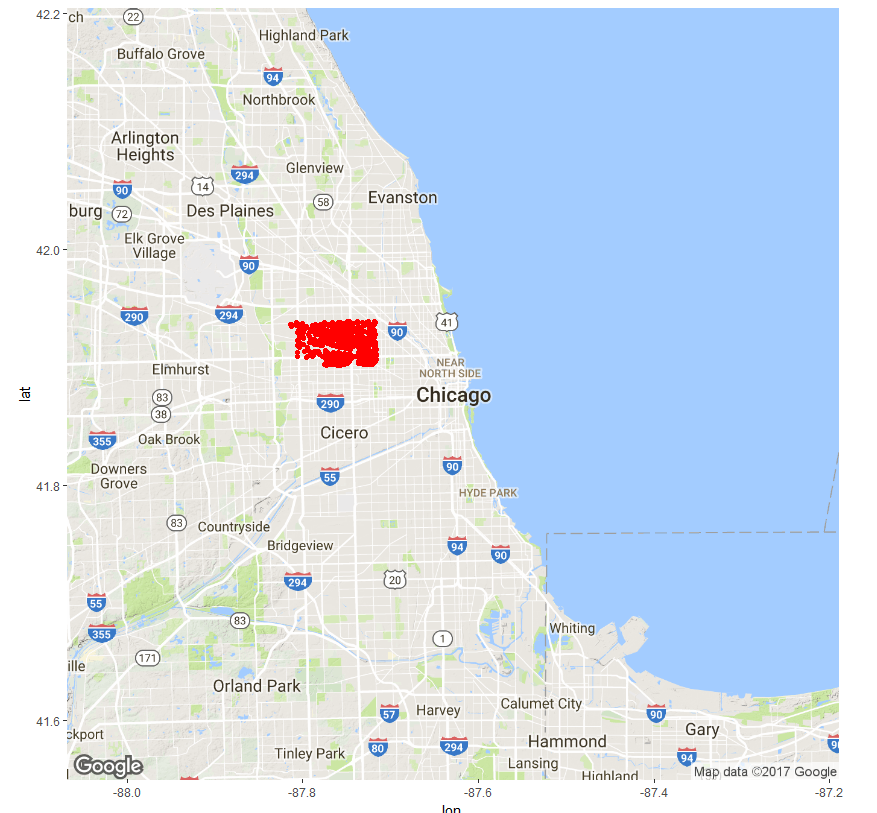 42.2
ch
22
Highland Park
Buffalo Grove
94
Northbrook
Arlington
Heights
Glenview
294
14
90
58
Evanston
burg
72
Des Plaines
Elk Grove
Village
42.0
90
290
294
41
90
NEAR
NORTH SIDE
Elmhurst
lat
83
290
Chicago
38
355
Oak Brook
Cicero
Downers
Grove
55
90
41.8
HYDE PARK
83
Countryside
Bridgeview
94
90
294
20
55
83
355
1
Whiting
171
ville
Orland Park
57
Harvey
Calumet City
90
41.6
ckport
Gary
Tinley Park
80
294
Hammond
94
Lansing
Highland
Google
Map data ©2017 Google
-88.0
-87.8
-87.6
-87.4
-87.2
lon